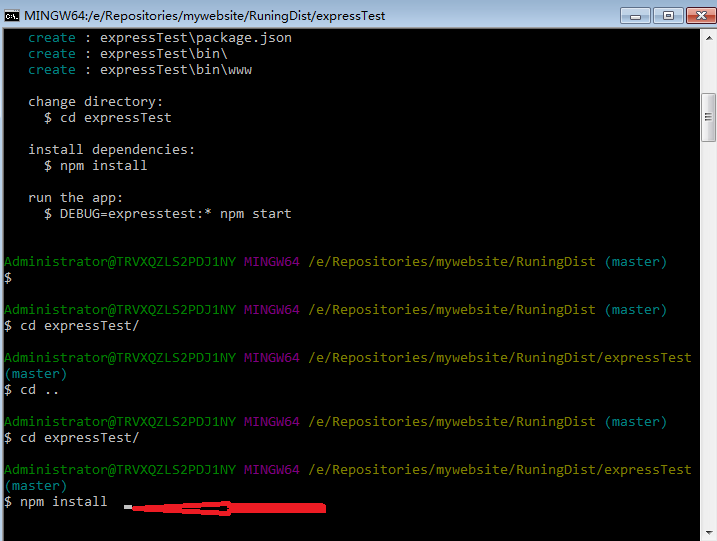 MINGW64:/e/Repositories/mywebsite/RuningDist/expressTest
create : expressTest\package.json
create : expressTest\bin\
create : expressTest\bin\www
change directory:
$ cd expressTest
install dependencies:
$ npm install
run the app:
$ DEBUG=expresstest:* npm start
Administrator@TRVXQZLS2PDJ1NY MINGW64 /e/Repositories/mywebsite/RuningDist (master)
$
Administrator@TRVXQZLS2PDJ1NY MINGW64 /e/Repositories/mywebsite/RuningDist (master)
$ cd expressTest/
Administrator@TRVXQZLS2PDJ1NY MINGW64 /e/Repositories/mywebsite/RuningDist/expressTest
(master)
$ cd ..
Administrator@TRVXQZLS2PDJ1NY MINGW64 /e/Repositories/mywebsite/RuningDist (master)
$ cd expressTest/
Administrator@TRVXQZLS2PDJ1NY MINGW64 /e/Repositories/mywebsite/RuningDist/expressTest
(master)
$ npm install